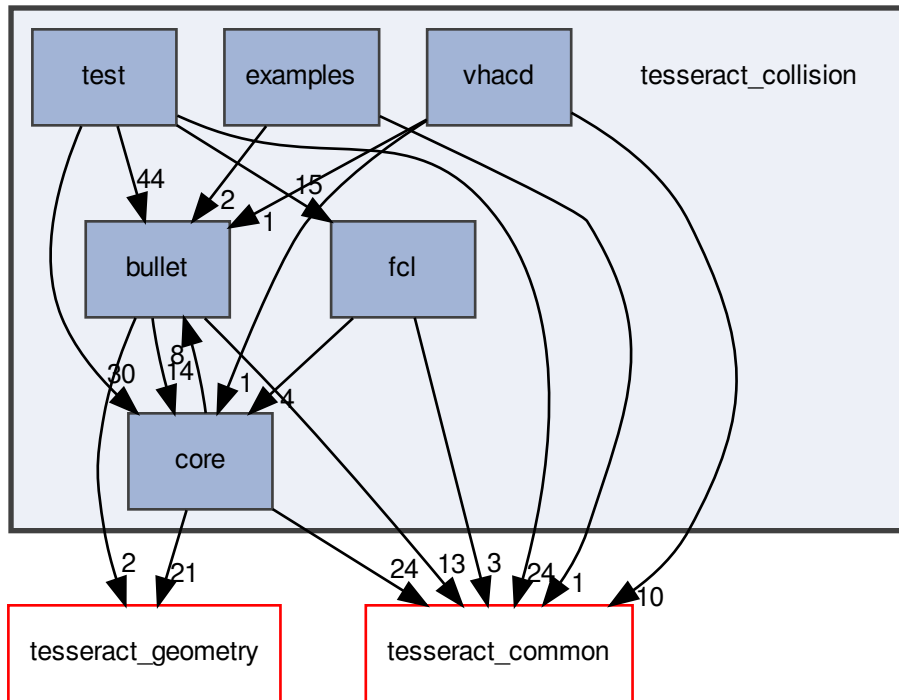 test
examples
vhacd
tesseract_collision
44
2
1
15
bullet
fcl
30
8
14
1
4
core
2
21
24
13
3
24
1
10
tesseract_geometry
tesseract_common